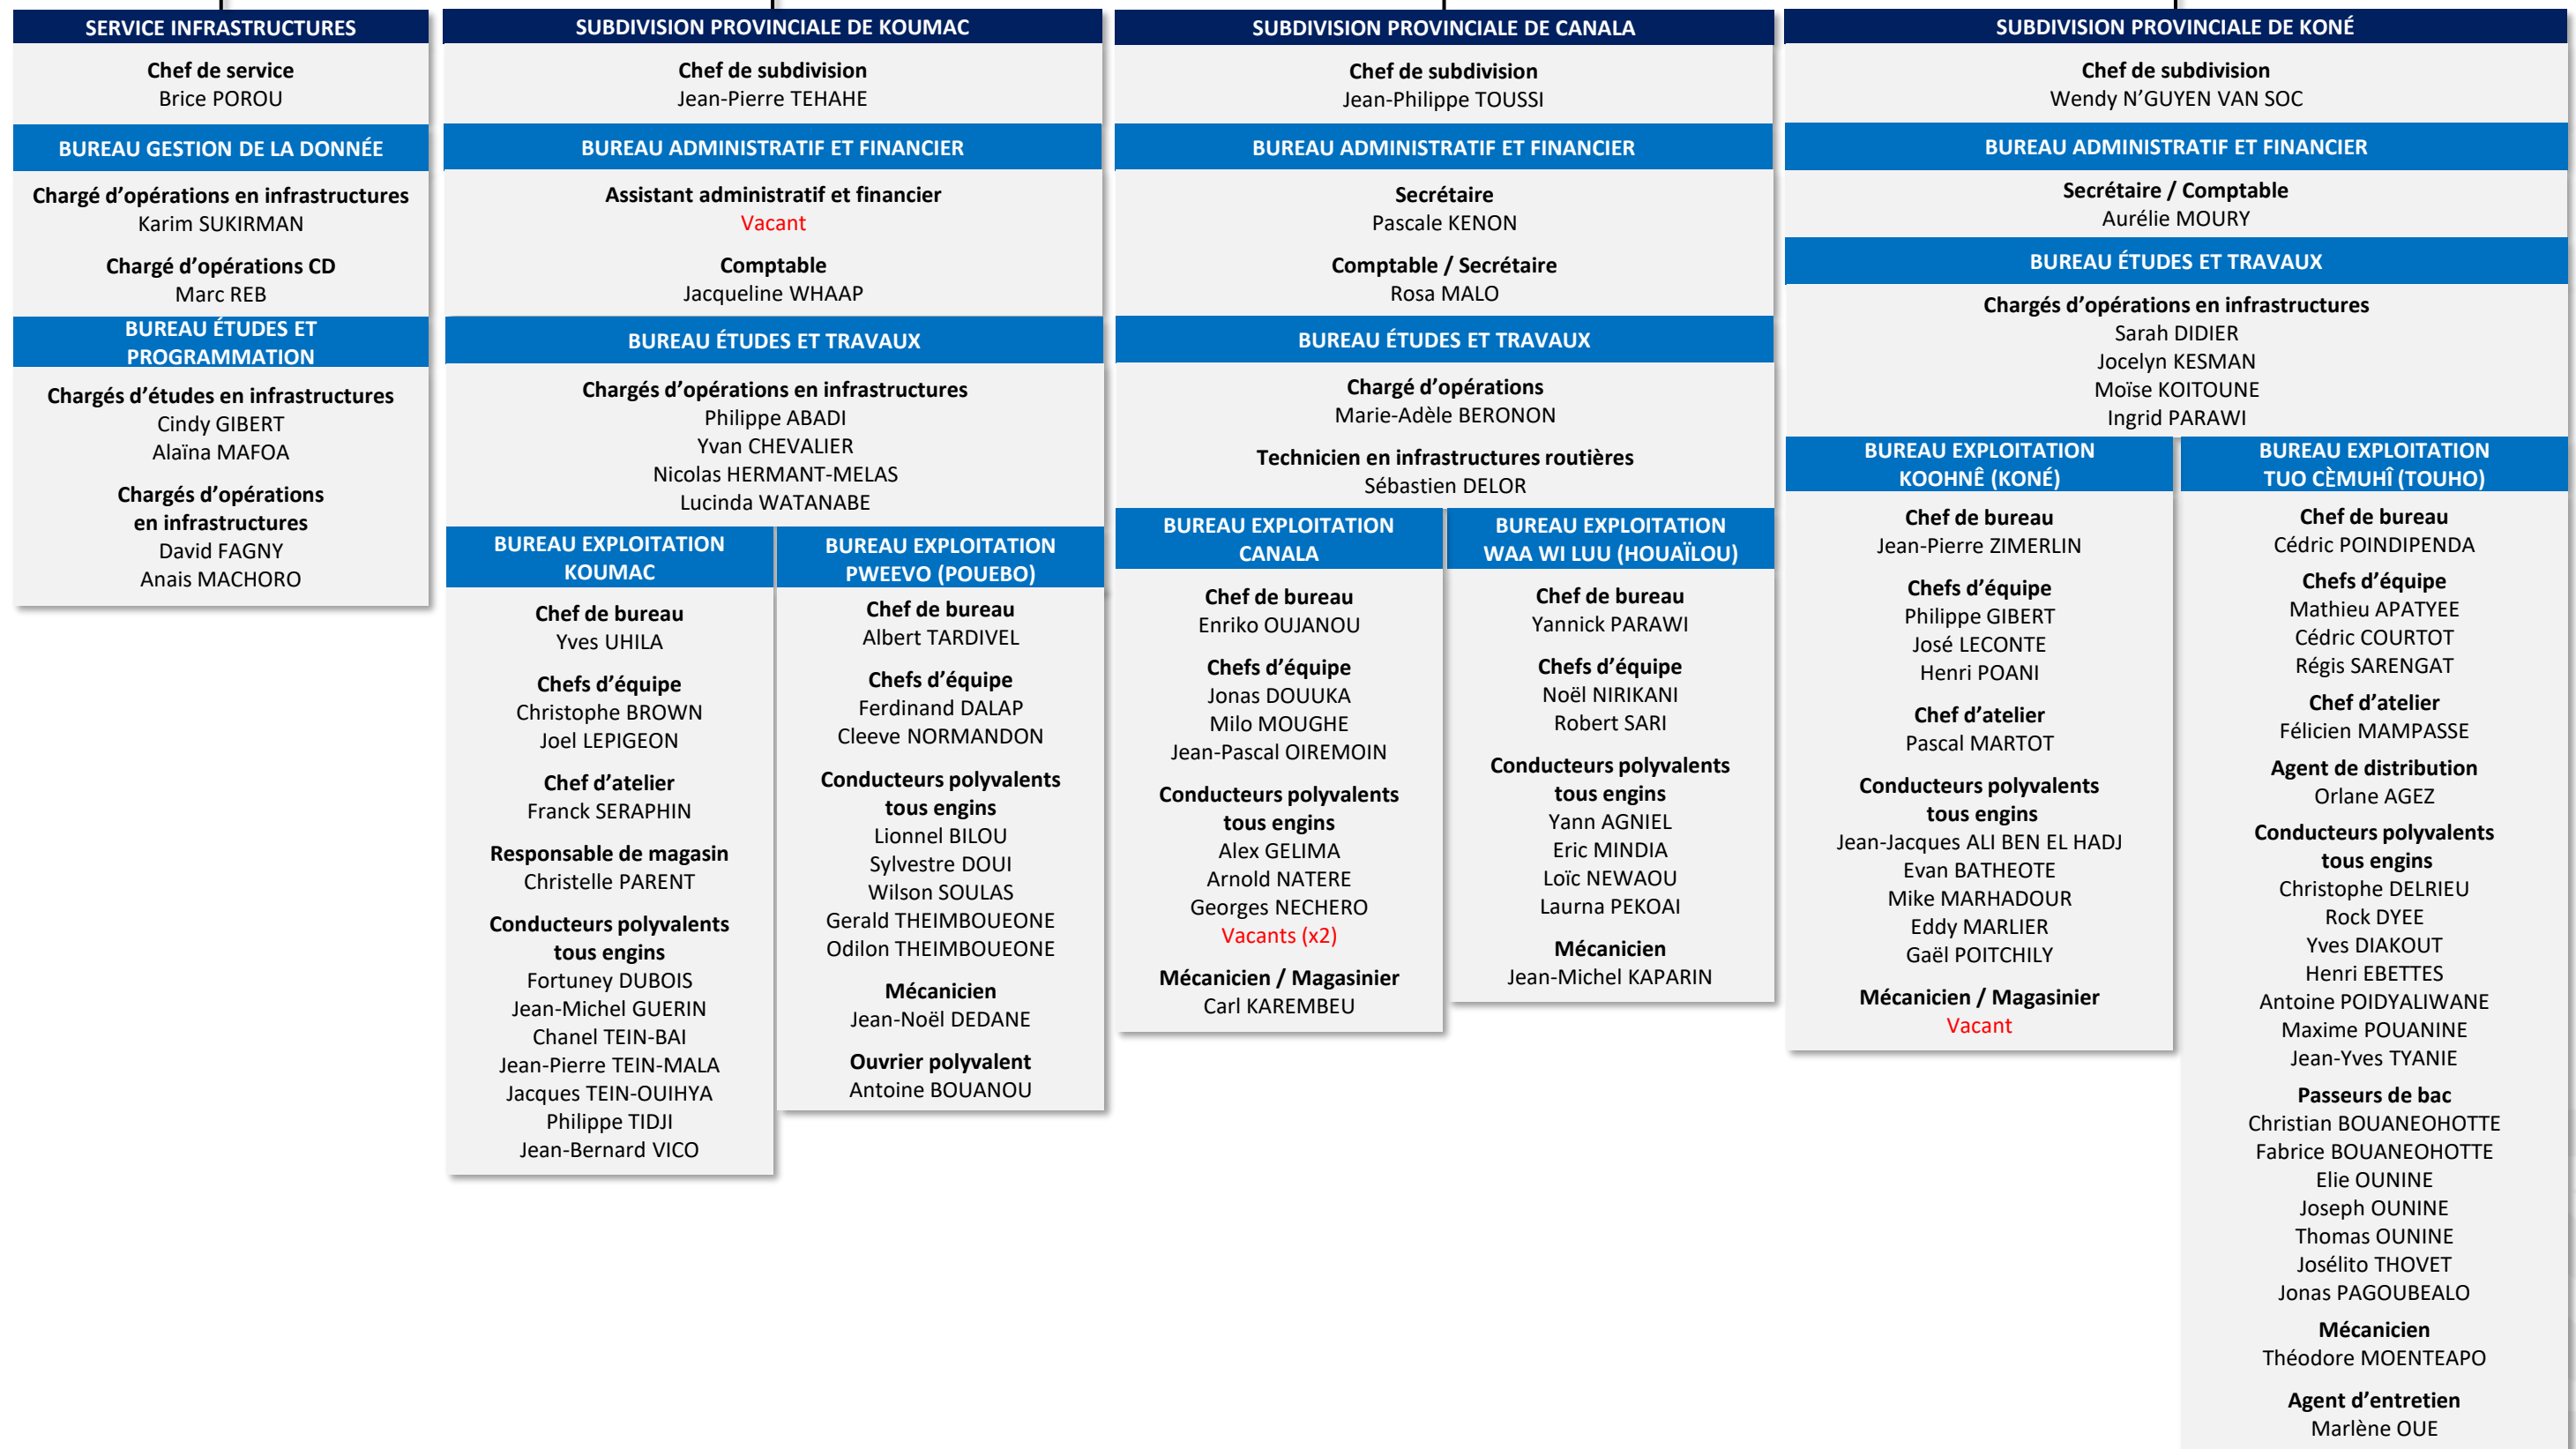 SERVICE INFRASTRUCTURES
Chef de service
Brice POROU
BUREAU GESTION DE LA DONNÉE
Chargé d’opérations en infrastructures
Karim SUKIRMAN
Chargé d’opérations CD
Marc REB
BUREAU ÉTUDES ET
PROGRAMMATION
Chargés d’études en infrastructures
Cindy GIBERT
Alaïna MAFOA
Chargés d’opérations
en infrastructures
David FAGNY
Anais MACHORO
SUBDIVISION PROVINCIALE DE KOUMAC
Chef de subdivision
Jean-Pierre TEHAHE
BUREAU ADMINISTRATIF ET FINANCIER
Assistant administratif et financier
Vacant
Comptable
Jacqueline WHAAP
BUREAU ÉTUDES ET TRAVAUX
Chargés d’opérations en infrastructures
Philippe ABADI
Yvan CHEVALIER
Nicolas HERMANT-MELAS
Lucinda WATANABE
BUREAU EXPLOITATION
KOUMAC
Chef de bureau
Yves UHILA
Chefs d’équipe
Christophe BROWN
Joel LEPIGEON
Chef d’atelier
Franck SERAPHIN
Responsable de magasin
Christelle PARENT
Conducteurs polyvalents
tous engins
Fortuney DUBOIS
Jean-Michel GUERIN
Chanel TEIN-BAI
Jean-Pierre TEIN-MALA
Jacques TEIN-OUIHYA
Philippe TIDJI
Jean-Bernard VICO
BUREAU EXPLOITATION
PWEEVO (POUEBO)
Chef de bureau
Albert TARDIVEL
Chefs d’équipe
Ferdinand DALAP
Cleeve NORMANDON
Conducteurs polyvalents
tous engins
Lionnel BILOU
Sylvestre DOUI
Wilson SOULAS
Gerald THEIMBOUEONE
Odilon THEIMBOUEONE
Mécanicien
Jean-Noël DEDANE
Ouvrier polyvalent
Antoine BOUANOU
SUBDIVISION PROVINCIALE DE CANALA
Chef de subdivision
Jean-Philippe TOUSSI
BUREAU ADMINISTRATIF ET FINANCIER
Secrétaire
Pascale KENON
Comptable / Secrétaire
Rosa MALO
BUREAU ÉTUDES ET TRAVAUX
Chargé d’opérations
Marie-Adèle BERONON
Technicien en infrastructures routières
Sébastien DELOR
BUREAU EXPLOITATION
CANALA
Chef de bureau
Enriko OUJANOU
Chefs d’équipe
Jonas DOUUKA
Milo MOUGHE
Jean-Pascal OIREMOIN
Conducteurs polyvalents
tous engins
Alex GELIMA
Arnold NATERE
Georges NECHERO
Vacants (x2)
Mécanicien / Magasinier
Carl KAREMBEU
BUREAU EXPLOITATION
WAA WI LUU (HOUAÏLOU)
Chef de bureau
Yannick PARAWI
Chefs d’équipe
Noël NIRIKANI
Robert SARI
Conducteurs polyvalents
tous engins
Yann AGNIEL
Eric MINDIA
Loïc NEWAOU
Laurna PEKOAI
Mécanicien
Jean-Michel KAPARIN
SUBDIVISION PROVINCIALE DE KONÉ
Chef de subdivision
Wendy N’GUYEN VAN SOC
BUREAU ADMINISTRATIF ET FINANCIER
Secrétaire / Comptable
Aurélie MOURY
BUREAU ÉTUDES ET TRAVAUX
Chargés d’opérations en infrastructures
Sarah DIDIER
Jocelyn KESMAN
Moïse KOITOUNE
Ingrid PARAWI
BUREAU EXPLOITATION
KOOHNÊ (KONÉ)
Chef de bureau
Jean-Pierre ZIMERLIN
Chefs d’équipe
Philippe GIBERT
José LECONTE
Henri POANI
Chef d’atelier
Pascal MARTOT
Conducteurs polyvalents
tous engins
Jean-Jacques ALI BEN EL HADJ
Evan BATHEOTE
Mike MARHADOUR
Eddy MARLIER
Gaël POITCHILY
Mécanicien / Magasinier
Vacant
BUREAU EXPLOITATION
TUO CÈMUHÎ (TOUHO)
Chef de bureau
Cédric POINDIPENDA
Chefs d’équipe
Mathieu APATYEE
Cédric COURTOT
Régis SARENGAT
Chef d’atelier
Félicien MAMPASSE
Agent de distribution
Orlane AGEZ
Conducteurs polyvalents
tous engins
Christophe DELRIEU
Rock DYEE
Yves DIAKOUT
Henri EBETTES
Antoine POIDYALIWANE
Maxime POUANINE
Jean-Yves TYANIE
Passeurs de bac
Christian BOUANEOHOTTE
Fabrice BOUANEOHOTTE
Elie OUNINE
Joseph OUNINE
Thomas OUNINE
Josélito THOVET
Jonas PAGOUBEALO
Mécanicien
Théodore MOENTEAPO
Agent d’entretien
Marlène OUE